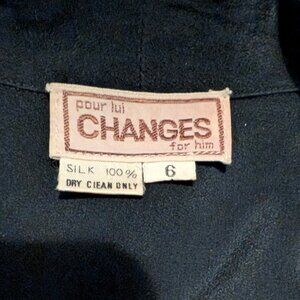 pour lui
CHANGES
for him
SILK 100%
DRY CLEAN ONLY
6